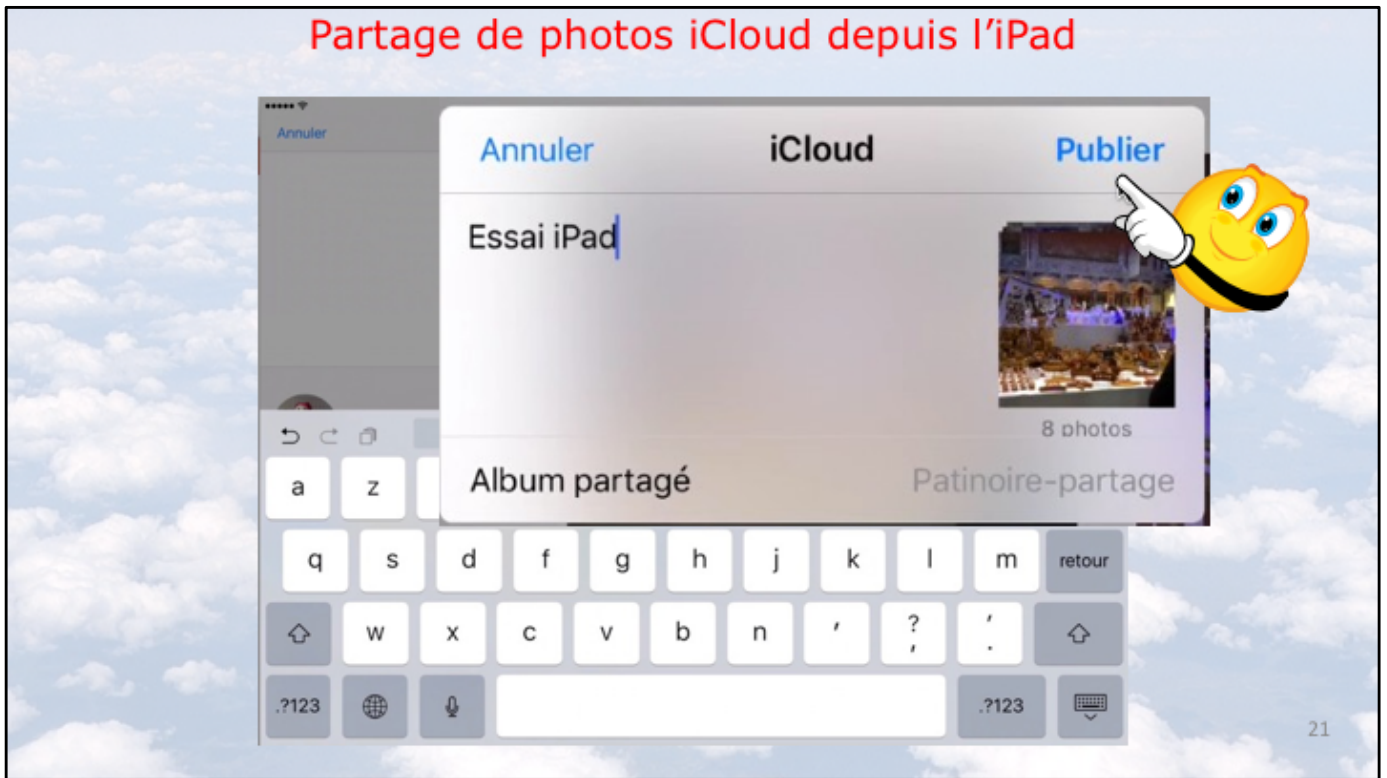 Partage de photos iCloud depuis l’iPad
Annuler
Annuler iCloud Publier
Essai iPad
8 photos
Album partagé Patinoire-partage
a z
q s d f g h j k l m retour
w x c v b n ' ? , ' .
.?123 .?123
21